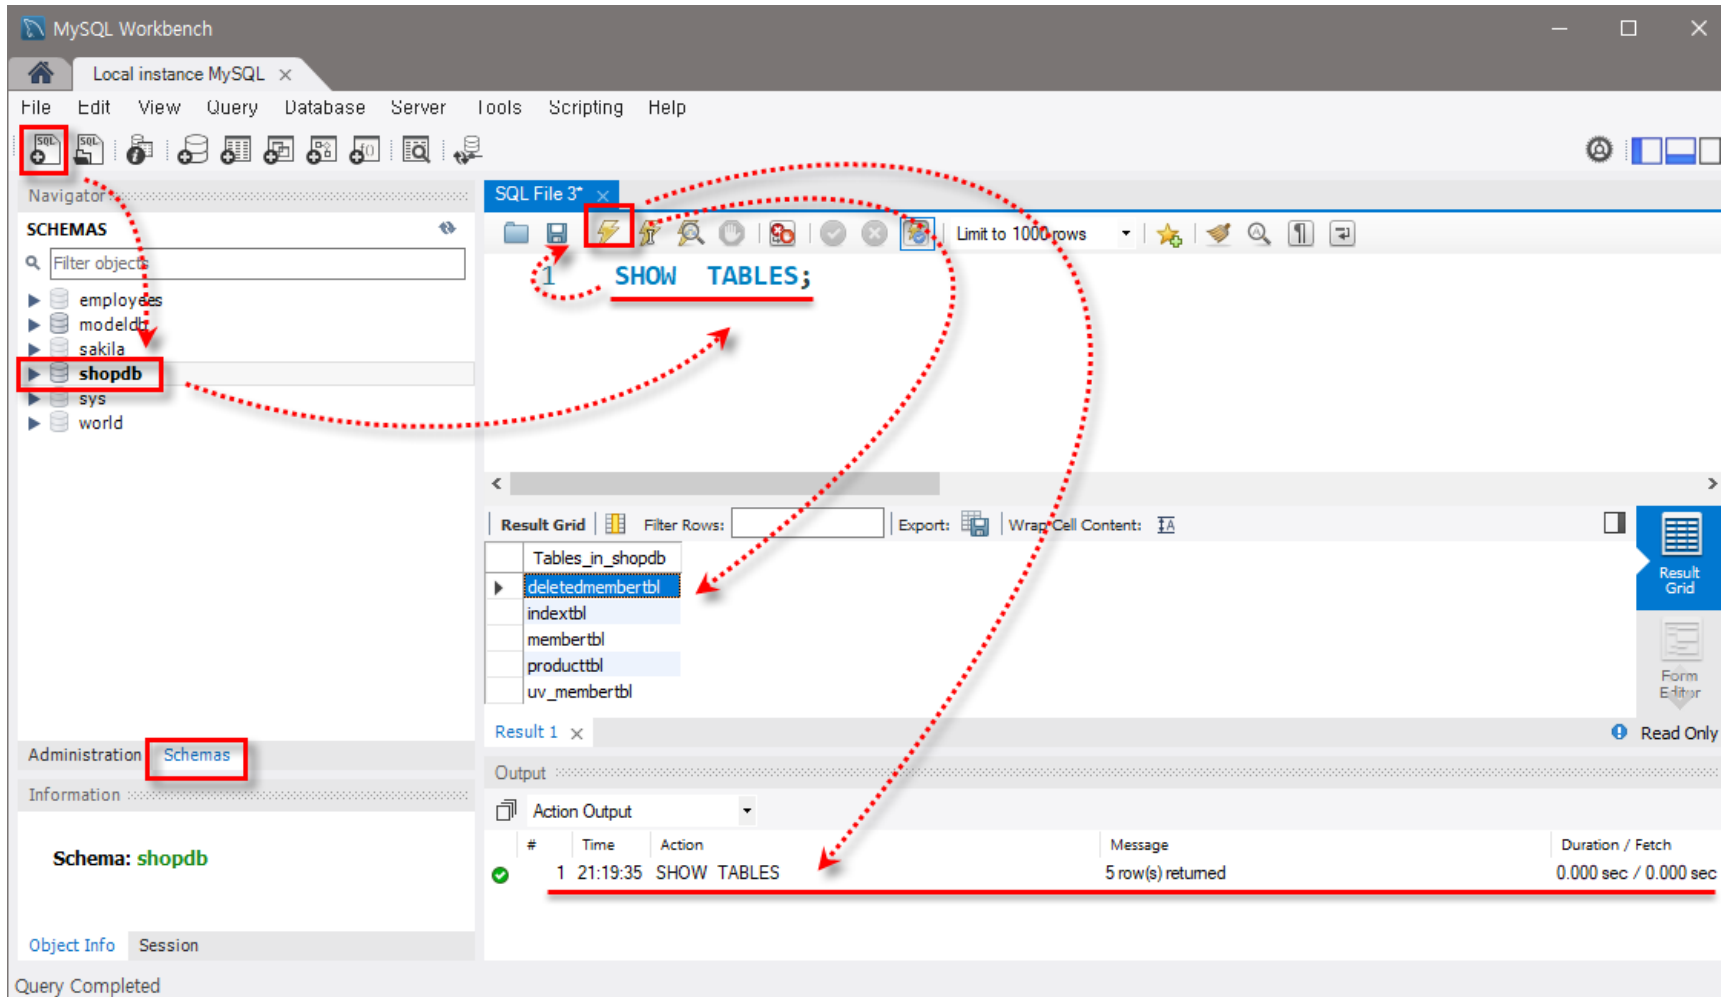 MySQL Workbench
Local instance MySQL
File Edit View Query Database Server Tools Scripting Help
Navigator
SCHEMAS
Filter objects
employees
modeldb
sakila
shopdb
sys
world
Administration Schemas
Information
Schema: shopdb
Object Info Session
Query Completed
SQL File 3*
Limit to 1000 rows
1 SHOW TABLES;
Result Grid Filter Rows: Export: Wrap Cell Content:
Tables_in_shopdb
deletedmembertbl
indextbl
membertbl
producttbl
uv_membertbl
Result
Grid
Form
Editor
Result 1
Read Only
Output
Action Output
# Time Action Message Duration / Fetch
1 21:19:35 SHOW TABLES 5 row(s) returned 0.000 sec / 0.000 sec